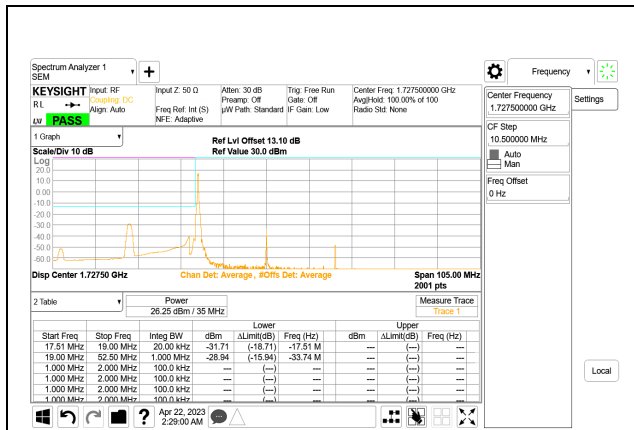 Spectrum Analyzer 1
SEM
Frequency
KEYSIGHT
RL
LXI PASS
Input: RF
Coupling: DC
Align: Auto
Input Z: 50 Ω
Freq Ref: Int (S)
NFE: Adaptive
Atten: 30 dB
Preamp: Off
µW Path: Standard
Trig: Free Run
Gate: Off
IF Gain: Low
Center Freq: 1.727500000 GHz
Avg|Hold: 100.00% of 100
Radio Std: None
Center Frequency
1.727500000 GHz
Settings
CF Step
10.500000 MHz
Auto
Man
Freq Offset
0 Hz
1 Graph
Scale/Div 10 dB
Ref Lvl Offset 13.10 dB
Ref Value 30.0 dBm
Log
20.0
10.0
0.00
-10.0
-20.0
-30.0
-40.0
-50.0
-60.0
Disp Center 1.72750 GHz
Chan Det: Average , #Offs Det: Average
Span 105.00 MHz
2001 pts
2 Table
Power
26.25 dBm / 35 MHz
Measure Trace
Trace 1
Lower Upper
Start Freq Stop Freq Integ BW dBm ΔLimit(dB) Freq (Hz) dBm ΔLimit(dB) Freq (Hz)
17.51 MHz 19.00 MHz 20.00 kHz -31.71 (-18.71) -17.51 M --- (---) ---
19.00 MHz 52.50 MHz 1.000 MHz -28.94 (-15.94) -33.74 M --- (---) ---
1.000 MHz 2.000 MHz 100.0 kHz --- (---) --- --- (---) ---
1.000 MHz 2.000 MHz 100.0 kHz --- (---) --- --- (---) ---
1.000 MHz 2.000 MHz 100.0 kHz --- (---) --- --- (---) ---
1.000 MHz 2.000 MHz 100.0 kHz --- (---) --- --- (---) ---
Local
?
Apr 22, 2023
2:29:00 AM